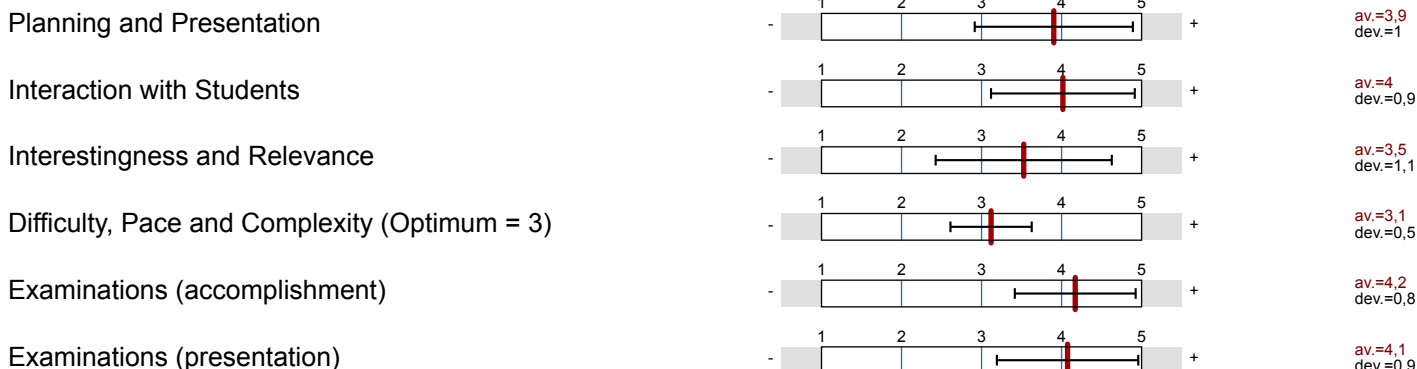 1 2 3 4 5
Planning and Presentation - + av.=3,9
dev.=1
1 2 3 4 5
Interaction with Students - + av.=4
dev.=0,9
1 2 3 4 5
Interestingness and Relevance - + av.=3,5
dev.=1,1
1 2 3 4 5
Difficulty, Pace and Complexity (Optimum = 3) - + av.=3,1
dev.=0,5
1 2 3 4 5
Examinations (accomplishment) - + av.=4,2
dev.=0,8
1 2 3 4 5
Examinations (presentation) - + av.=4,1
dev.=0,9